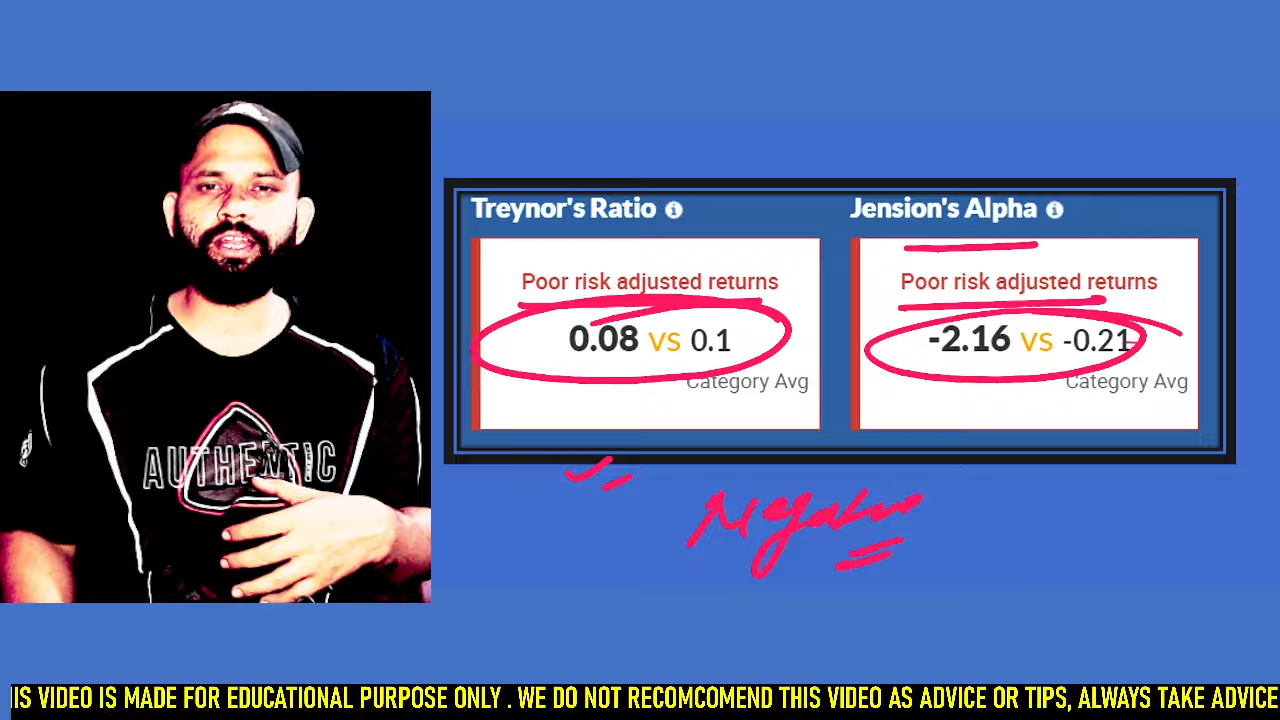 Treynor's Ratio
Poor risk adjusted returns
0.08 vs 0.1
Category Avg
Jension's Alpha
Poor risk adjusted returns
-2.16 vs -0.21
Category Avg
AUTHENTIC
IS VIDEO IS MADE FOR EDUCATIONAL PURPOSE ONLY . WE DO NOT RECOMCOMEND THIS VIDEO AS ADVICE OR TIPS, ALWAYS TAKE ADVICE